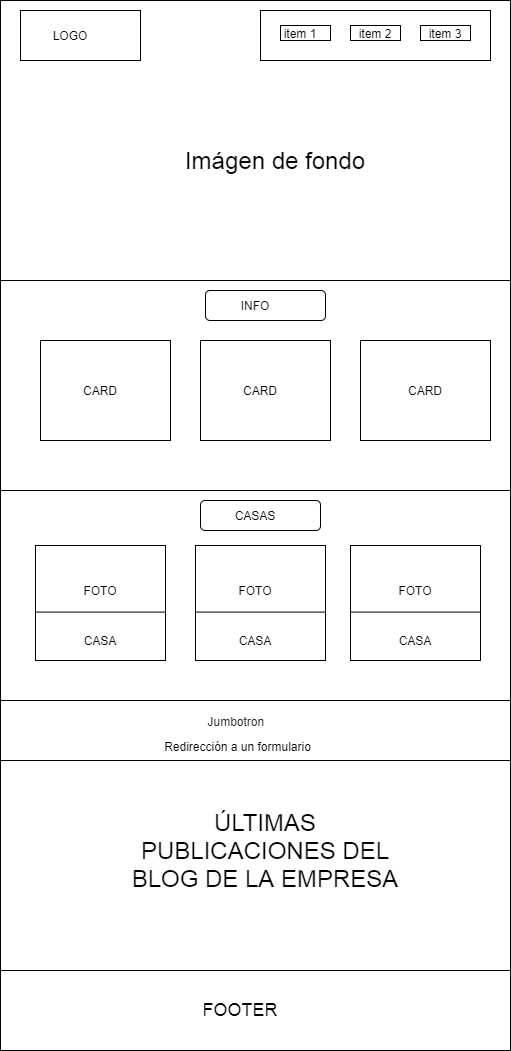 LOGO
item 1
item 2
item 3
Imágen de fondo
INFO
CARD
CARD
CARD
CASAS
FOTO
FOTO
FOTO
CASA
CASA
CASA
Jumbotron
Redirección a un formulario
ÚLTIMAS
PUBLICACIONES DEL
BLOG DE LA EMPRESA
FOOTER